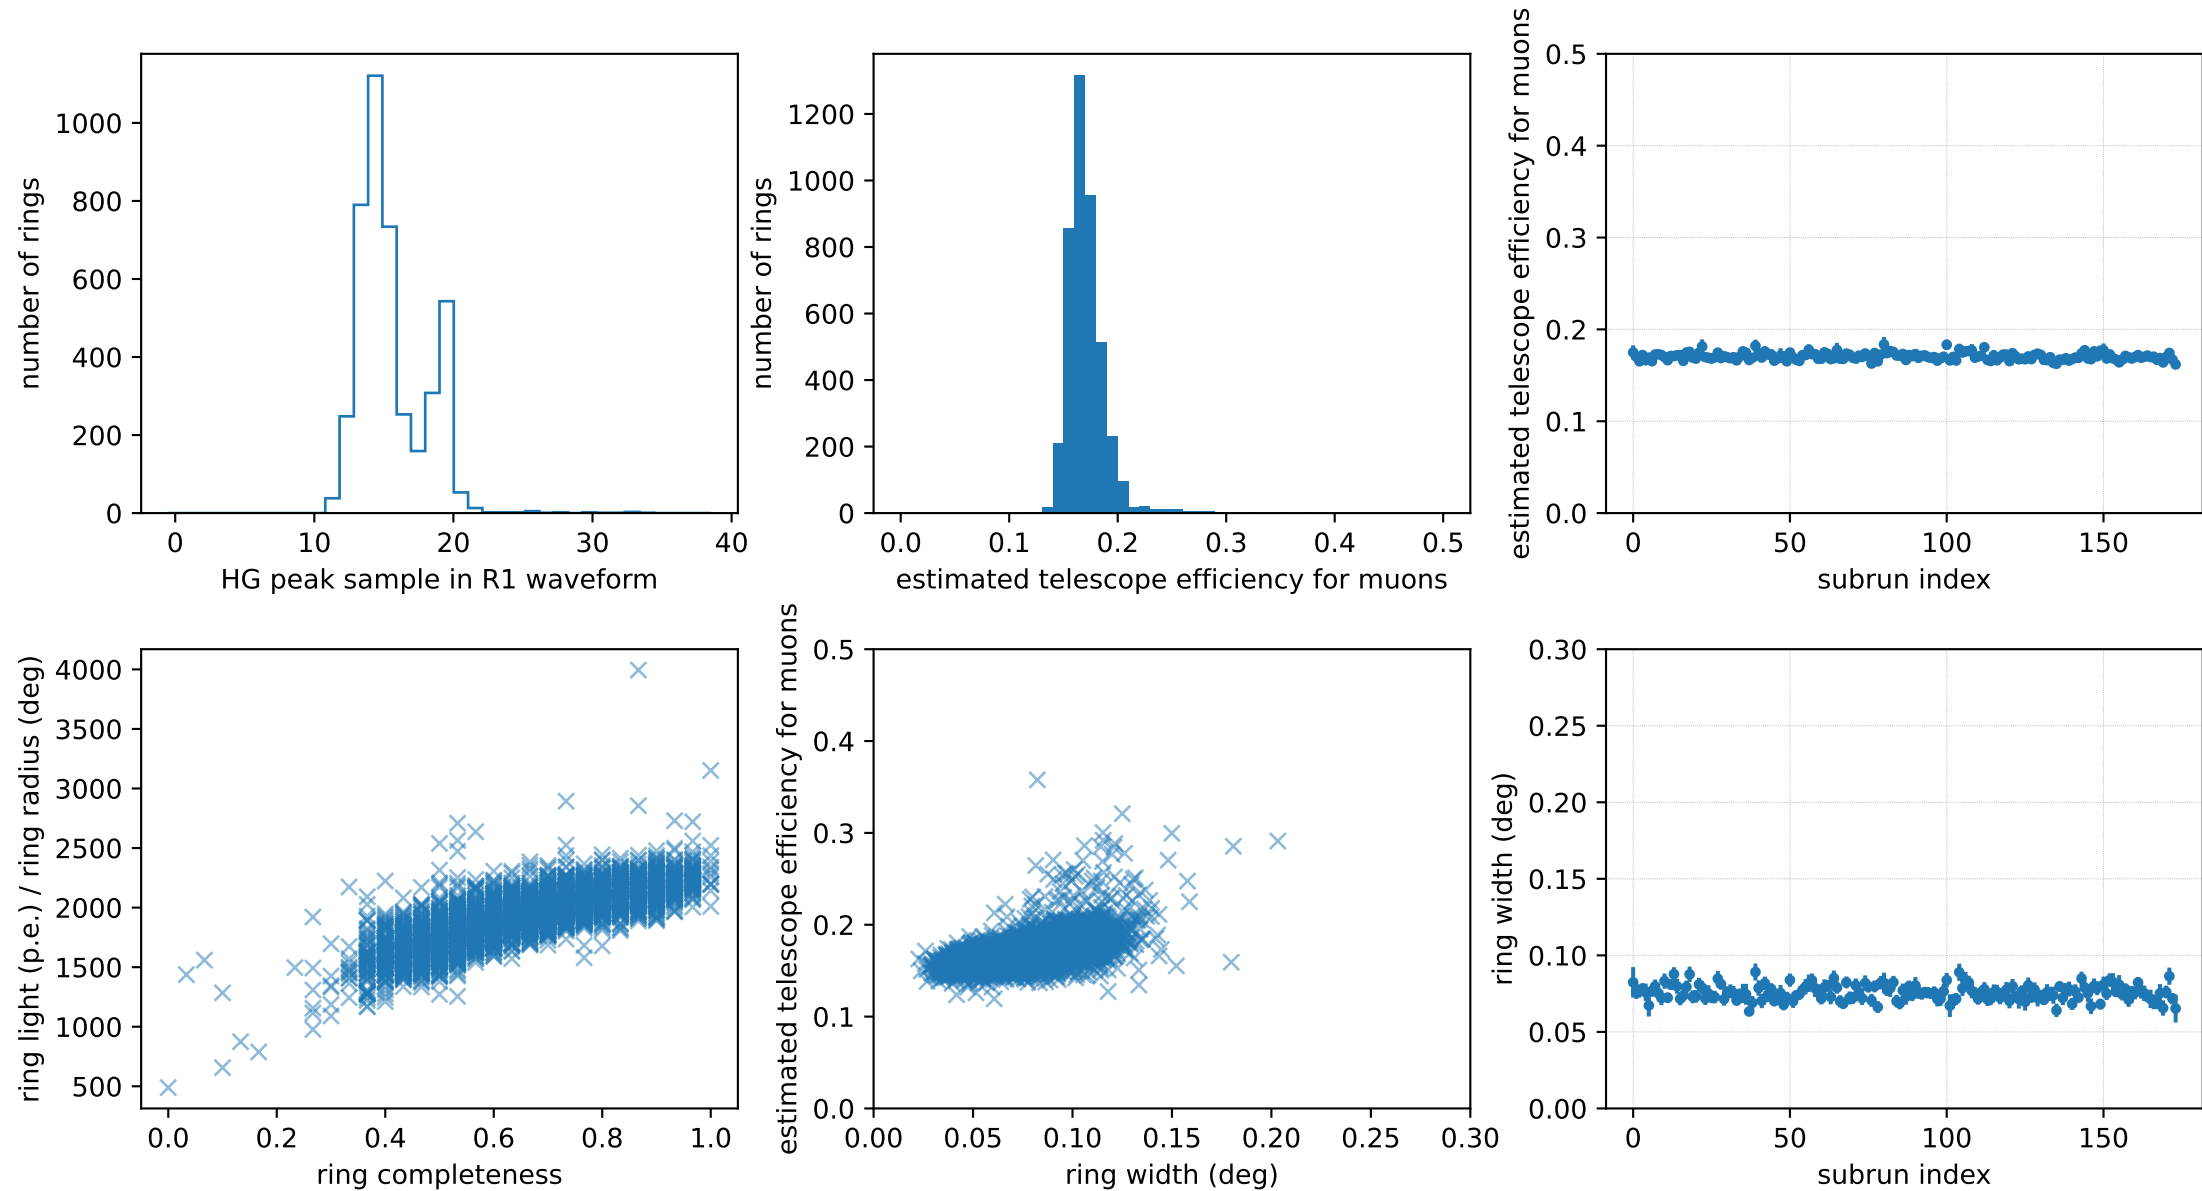 number of rings
1000
800
600
400
200
0
0 10 20 30 40
HG peak sample in R1 waveform
number of rings
1200
1000
800
600
400
200
0
0.0 0.1 0.2 0.3 0.4 0.5
estimated telescope efficiency for muons
estimated telescope efficiency for muons
0.5
0.4
0.3
0.2
0.1
0.0
0 50 100 150
subrun index
ring light (p.e.) / ring radius (deg)
4000
3500
3000
2500
2000
1500
1000
500
0.0 0.2 0.4 0.6 0.8 1.0
ring completeness
estimated telescope efficiency for muons
0.5
0.4
0.3
0.2
0.1
0.0
0.00 0.05 0.10 0.15 0.20 0.25 0.30
ring width (deg)
ring width (deg)
0.30
0.25
0.20
0.15
0.10
0.05
0.00
0 50 100 150
subrun index